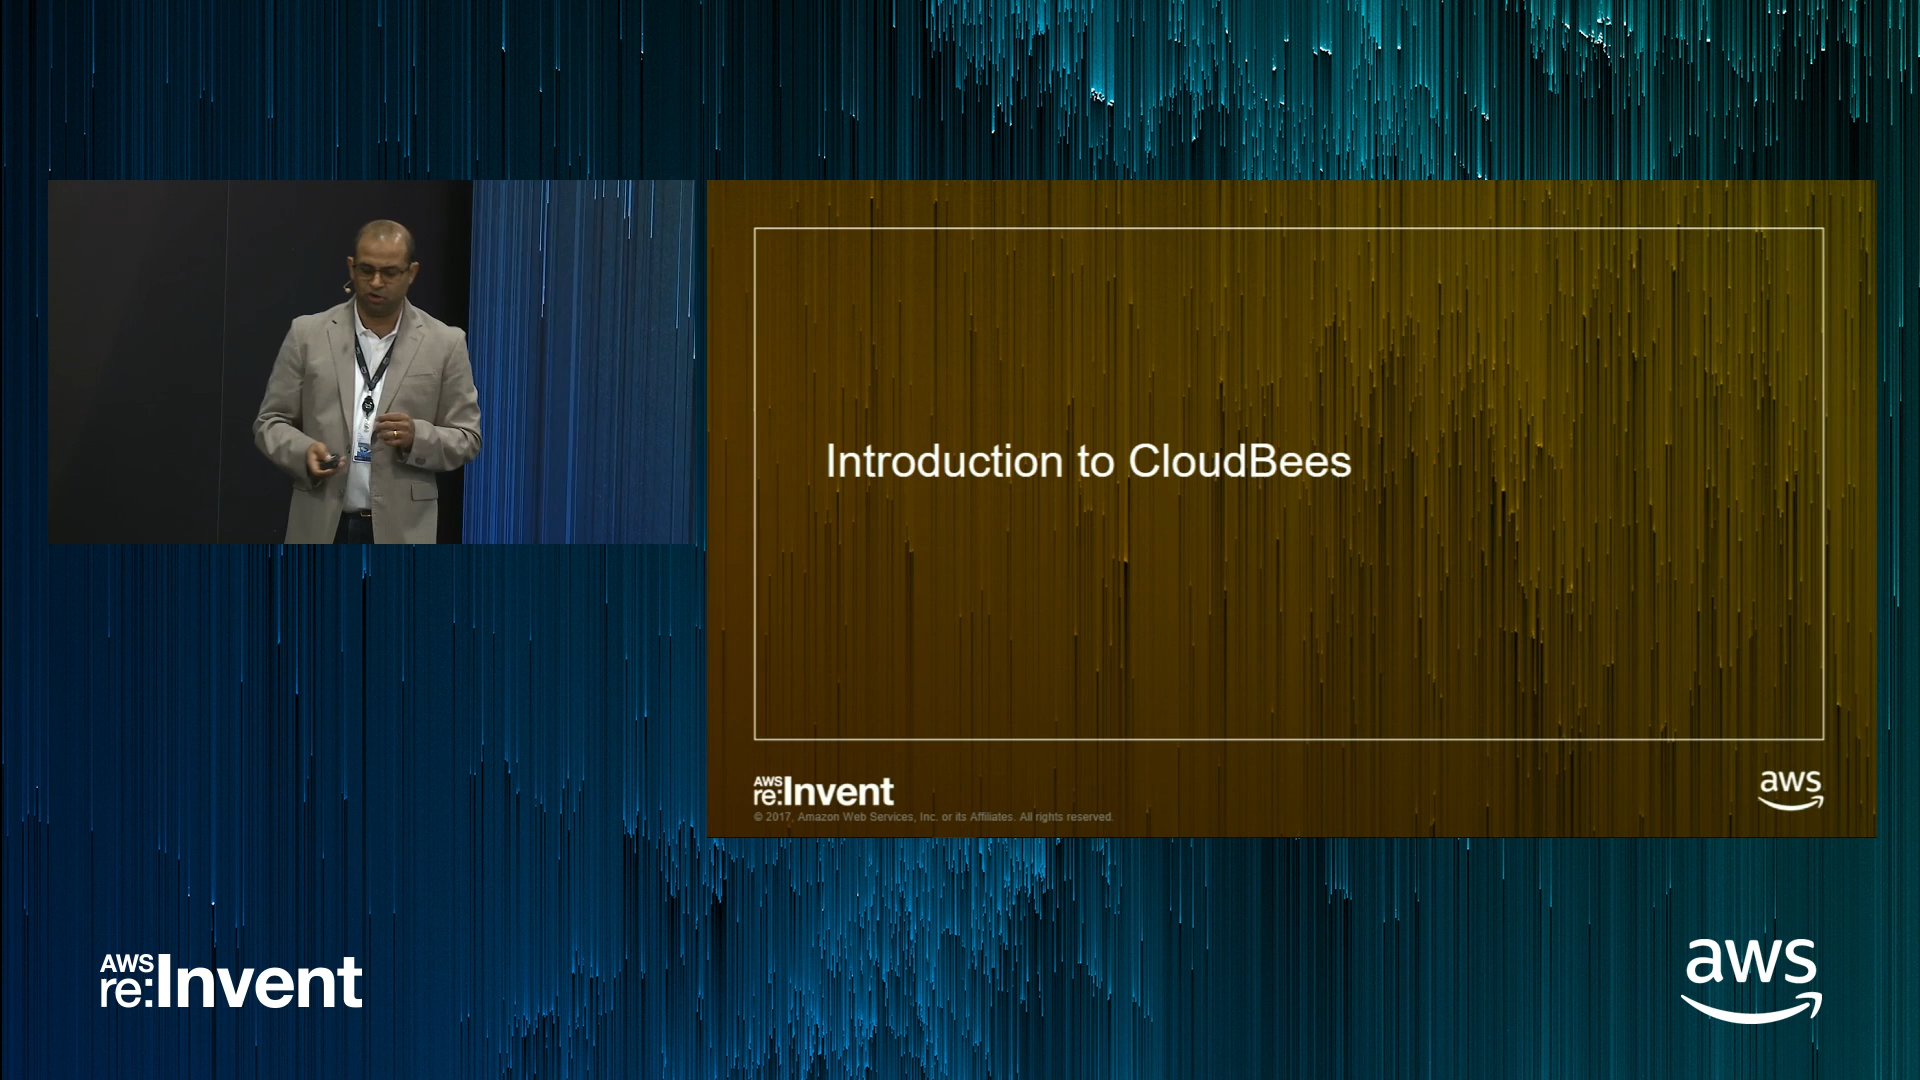 Introduction to CloudBees
AWS
re:Invent
© 2017, Amazon Web Services, Inc. or its Affiliates. All rights reserved.
aws
AWS
re:Invent
aws